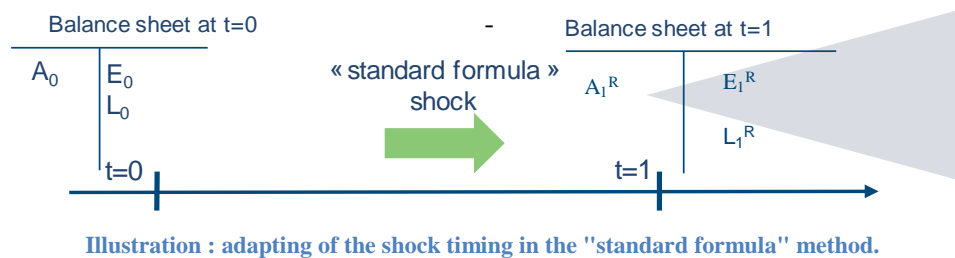 Balance sheet at t=0
-
Balance sheet at t=1
A0
E0
L0
« standard formula »
shock
A1R
E1R
L1R
t=0
t=1
Illustration : adapting of the shock timing in the "standard formula" method.